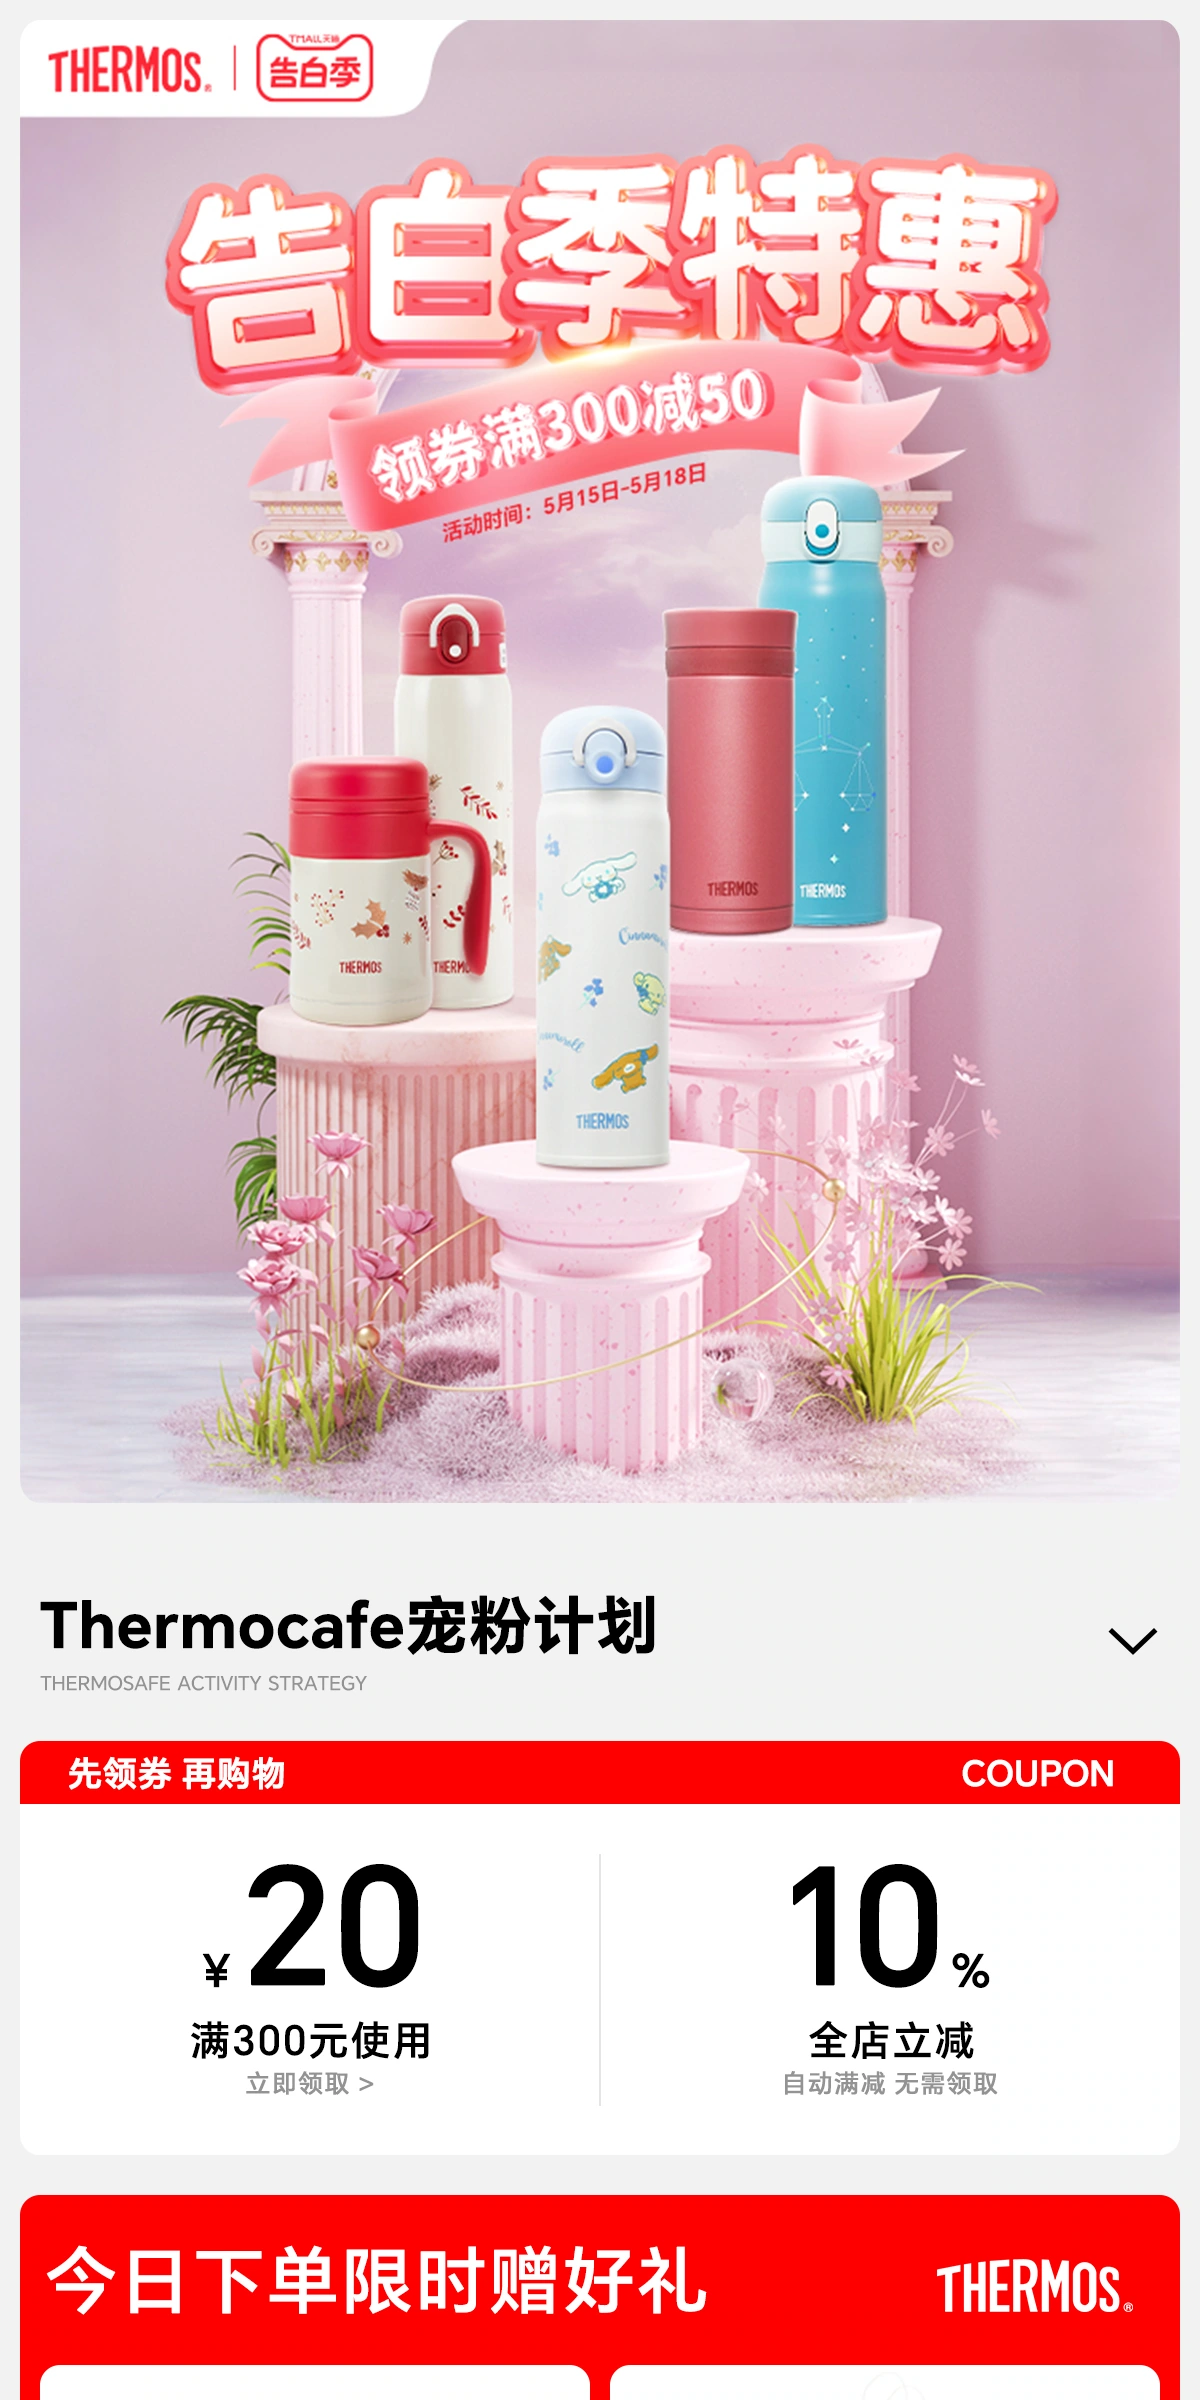 THERMOS
TMALL天猫
告白季
告白季特惠
领券满300减50
活动时间：5月15日-5月18日
THERMOS
THERMOS
THERMOS
THERMOS
THERMOS
Thermocafe宠粉计划
THERMOSAFE ACTIVITY STRATEGY
先领券 再购物
COUPON
¥20
10%
满300元使用
全店立减
立即领取 >
自动满减 无需领取
今日下单限时赠好礼
THERMOS®